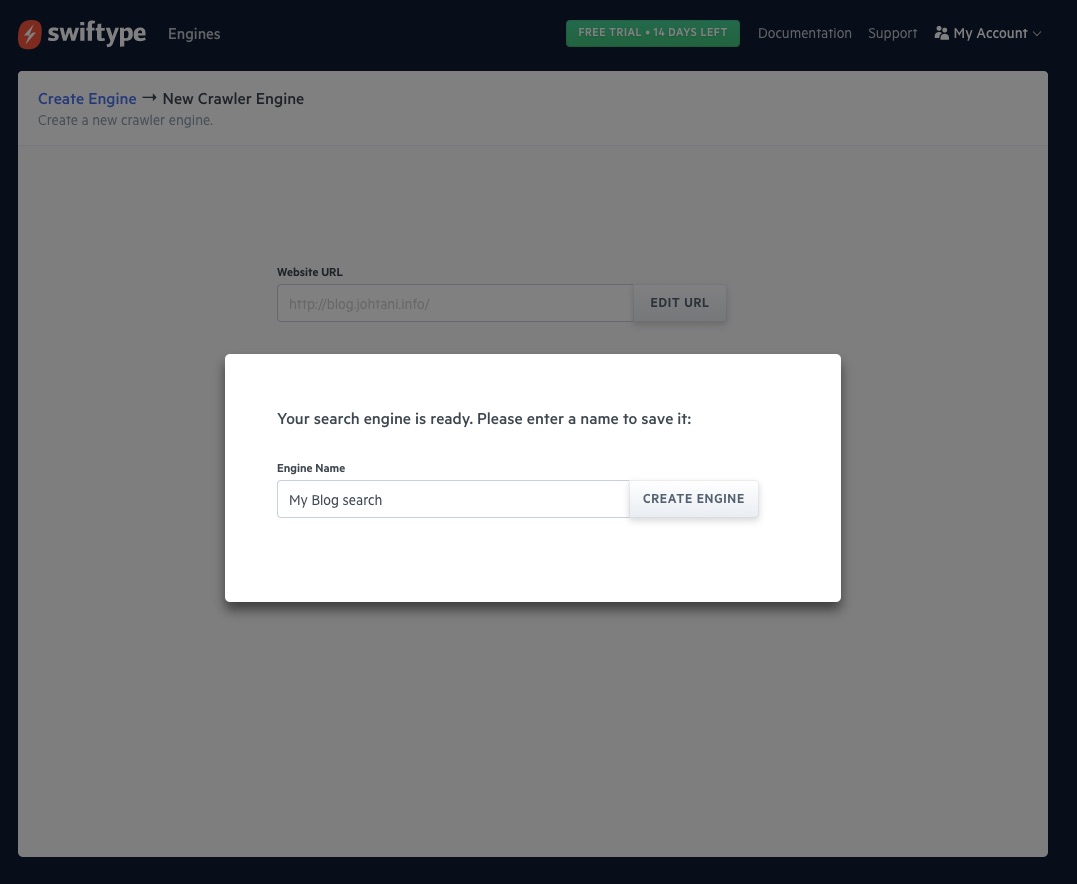 swiftype
Engines
FREE TRIAL • 14 DAYS LEFT
Documentation
Support
My Account
Create Engine → New Crawler Engine
Create a new crawler engine.
Website URL
http://blog.johtani.info/
EDIT URL
Your search engine is ready. Please enter a name to save it:
Engine Name
My Blog search
CREATE ENGINE